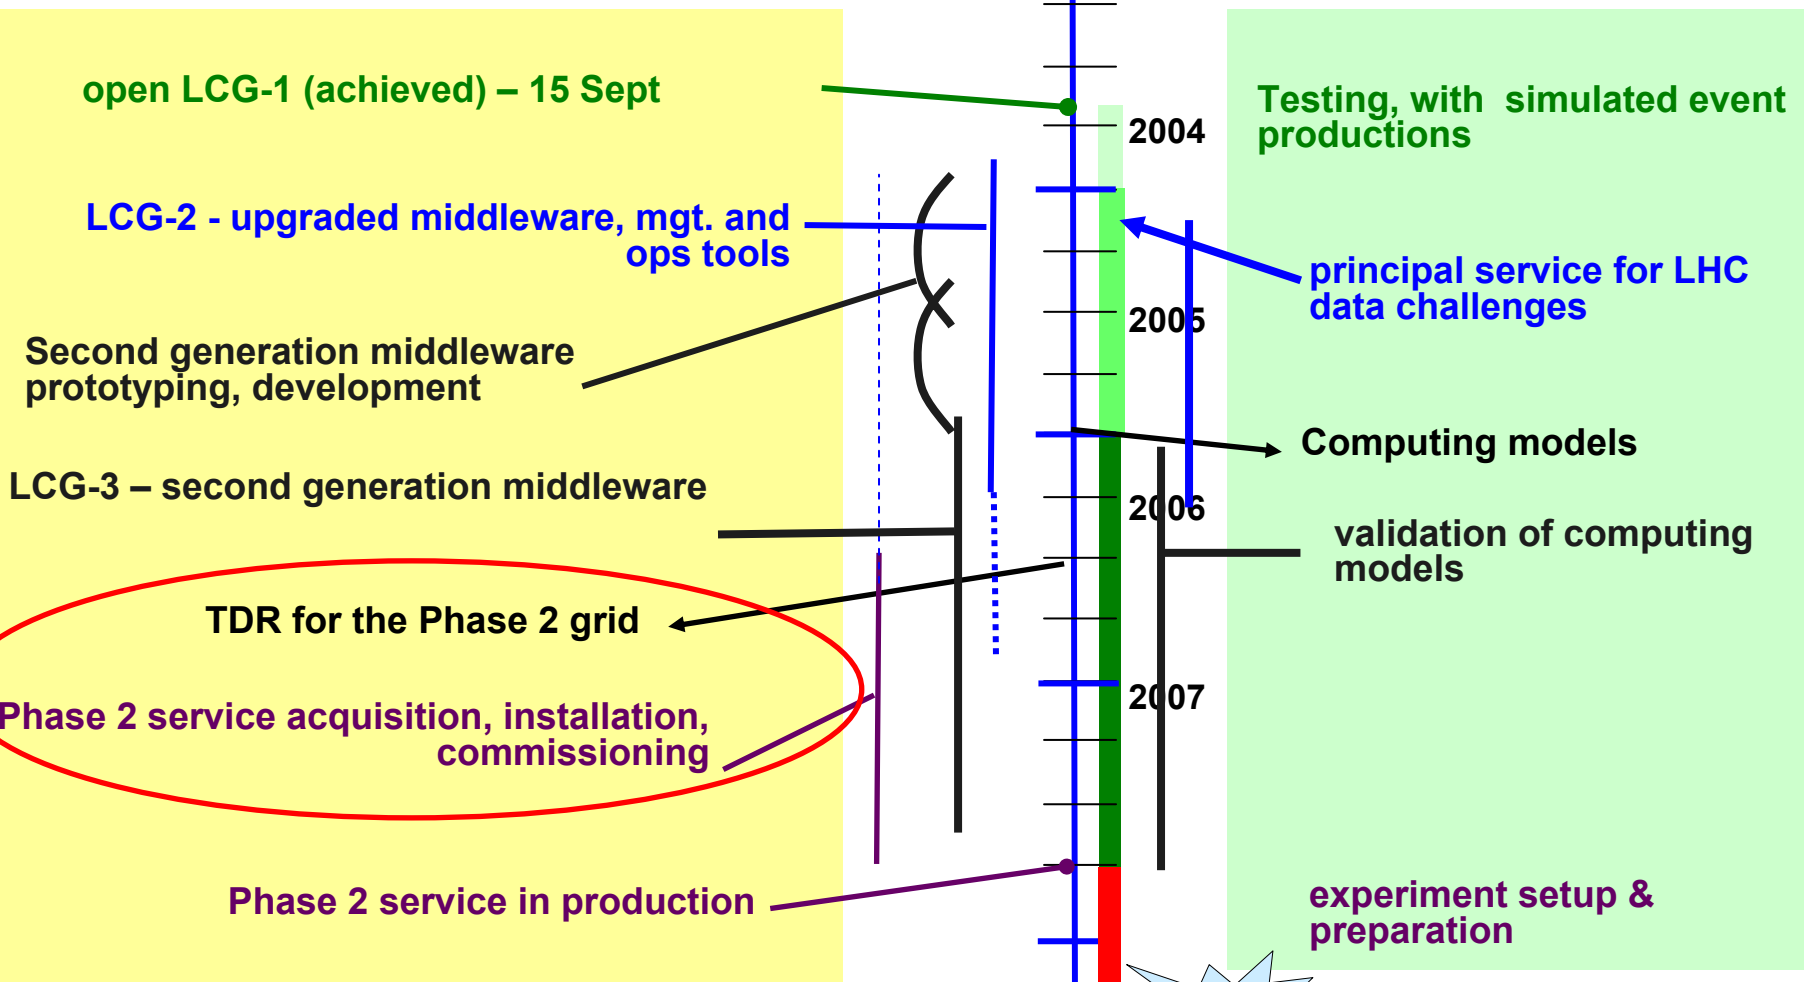 open LCG-1 (achieved) – 15 Sept
LCG-2 - upgraded middleware, mgt. and
ops tools
Second generation middleware
prototyping, development
LCG-3 – second generation middleware
TDR for the Phase 2 grid
Phase 2 service acquisition, installation,
commissioning
Phase 2 service in production
2004
2005
2006
2007
Testing, with simulated event
productions
principal service for LHC
data challenges
Computing models
validation of computing
models
experiment setup &
preparation